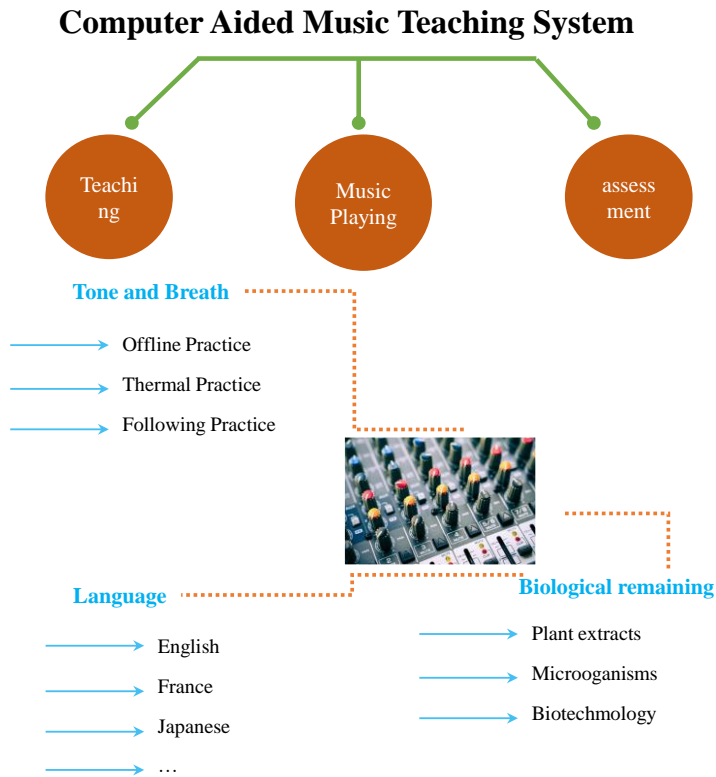 Computer Aided Music Teaching System
Teachi
ng
Music
Playing
assess
ment
Tone and Breath
Offline Practice
Thermal Practice
Following Practice
Language
English
France
Japanese
…
Biological remaining
Plant extracts
Microoganisms
Biotechmology